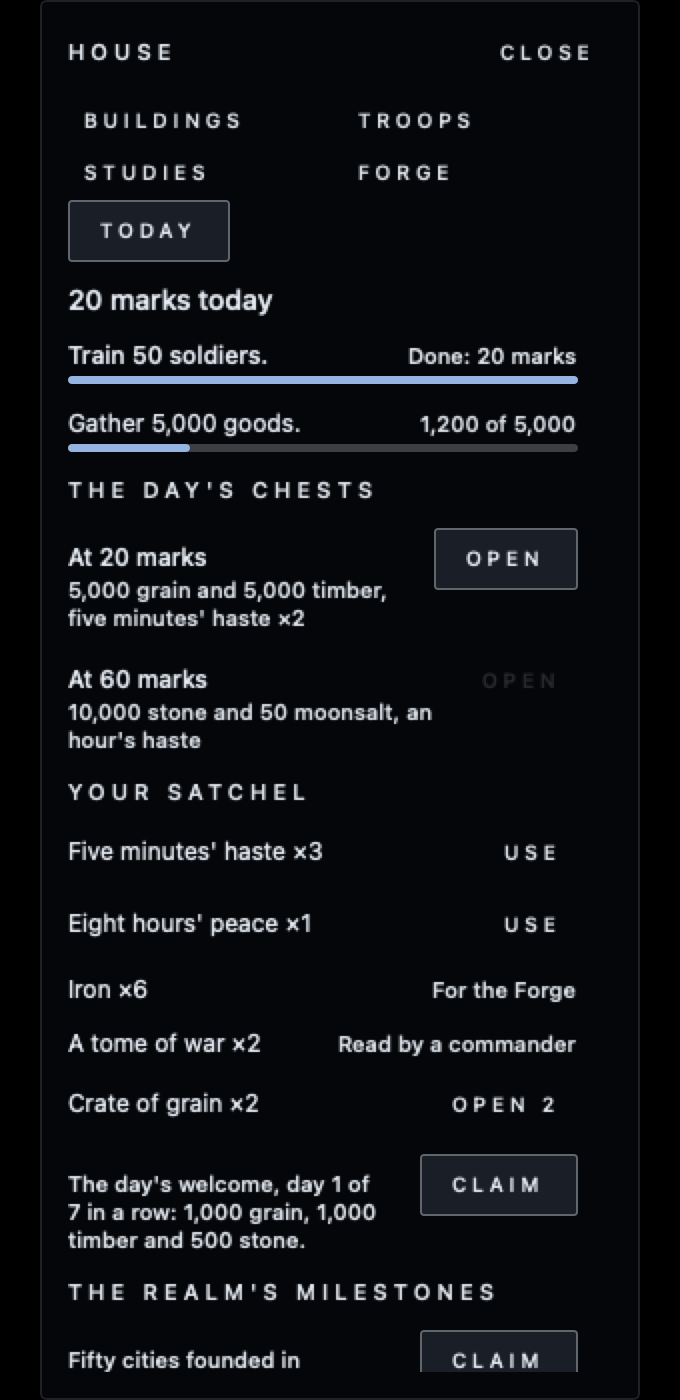 HOUSE
CLOSE
BUILDINGS
TROOPS
STUDIES
FORGE
TODAY
20 marks today
Train 50 soldiers.
Done: 20 marks
Gather 5,000 goods.
1,200 of 5,000
THE DAY'S CHESTS
At 20 marks
5,000 grain and 5,000 timber,
five minutes' haste ×2
OPEN
At 60 marks
10,000 stone and 50 moonsalt, an
hour's haste
OPEN
YOUR SATCHEL
Five minutes' haste ×3
USE
Eight hours' peace ×1
USE
Iron ×6
For the Forge
A tome of war ×2
Read by a commander
Crate of grain ×2
OPEN 2
The day's welcome, day 1 of
7 in a row: 1,000 grain, 1,000
timber and 500 stone.
CLAIM
THE REALM'S MILESTONES
Fifty cities founded in
CLAIM